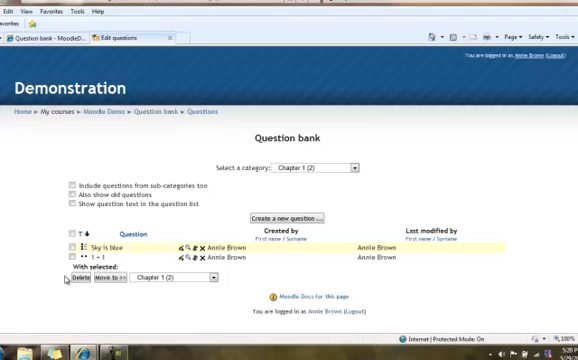 File View Favorites Tools Help
Favorites
Question bank - MoodleD... Edit questions Page Safety Tools
You are logged in as Annie Brown (Logout)
Demonstration
Home ► My courses ► Moodle Demo ► Question bank ► Questions
Question bank
Select a category: Chapter 1 (2)
Include questions from sub-categories too
Also show old questions
Show question text in the question list
Create a new question ...
Created by Last modified by
First name / Surname First name / Surname
T Question
Sky is blue Annie Brown Annie Brown
1 + 1 Annie Brown Annie Brown
With selected:
Delete Move to >> Chapter 1 (2)
Moodle Docs for this page
You are logged in as Annie Brown (Logout)
Internet | Protected Mode: On 100%
5:20 P